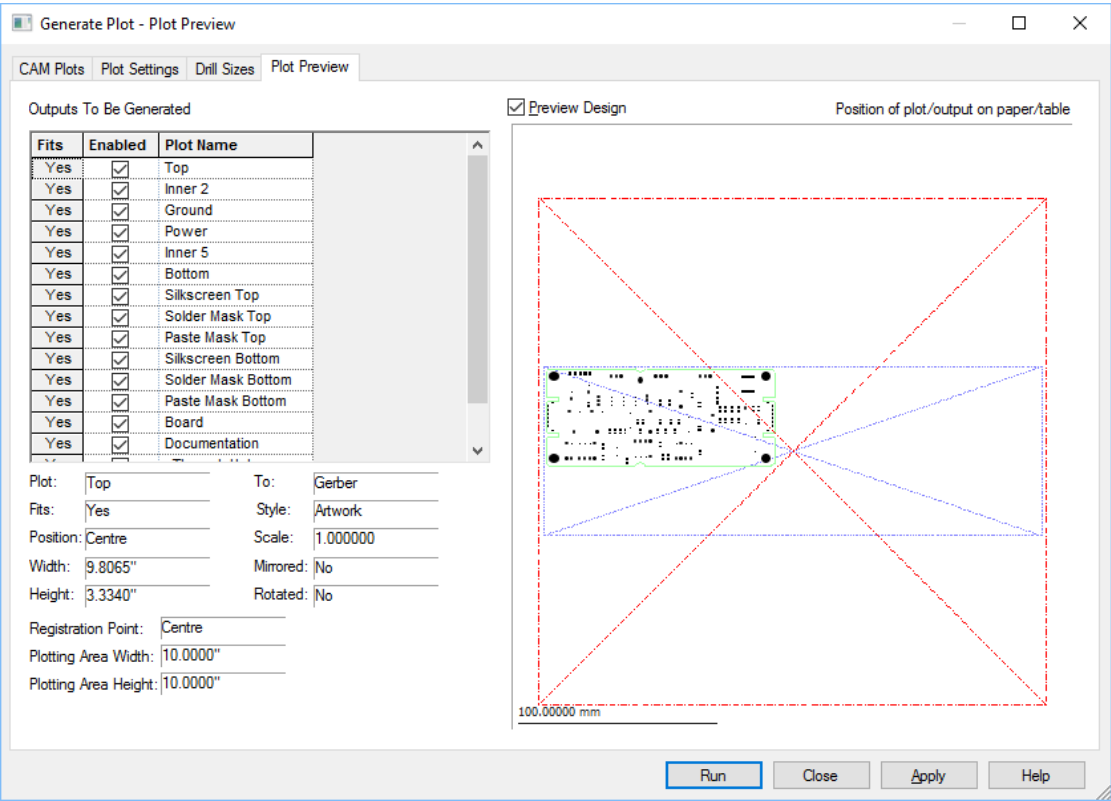 Generate Plot - Plot Preview
CAM Plots Plot Settings Drill Sizes Plot Preview
Outputs To Be Generated
Preview Design
Position of plot/output on paper/table
Fits Enabled Plot Name
Yes Top
Yes Inner 2
Yes Ground
Yes Power
Yes Inner 5
Yes Bottom
Yes Silkscreen Top
Yes Solder Mask Top
Yes Paste Mask Top
Yes Silkscreen Bottom
Yes Solder Mask Bottom
Yes Paste Mask Bottom
Yes Board
Yes Documentation
Plot: Top To: Gerber
Fits: Yes Style: Artwork
Position: Centre Scale: 1.000000
Width: 9.8065" Mirrored: No
Height: 3.3340" Rotated: No
Registration Point: Centre
Plotting Area Width: 10.0000"
Plotting Area Height: 10.0000"
100.00000 mm
Run Close Apply Help